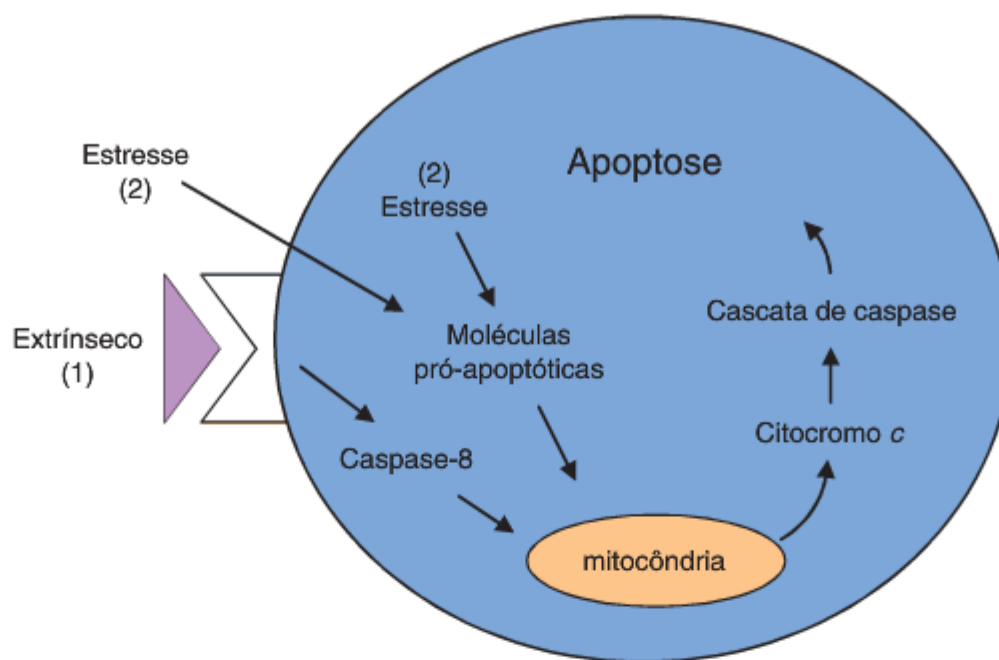 Estresse
(2)
Extrínseco
(1)
Apoptose
(2)
Estresse
Moléculas
pró-apoptóticas
Caspase-8
mitocôndria
Citocromo c
Cascata de caspase